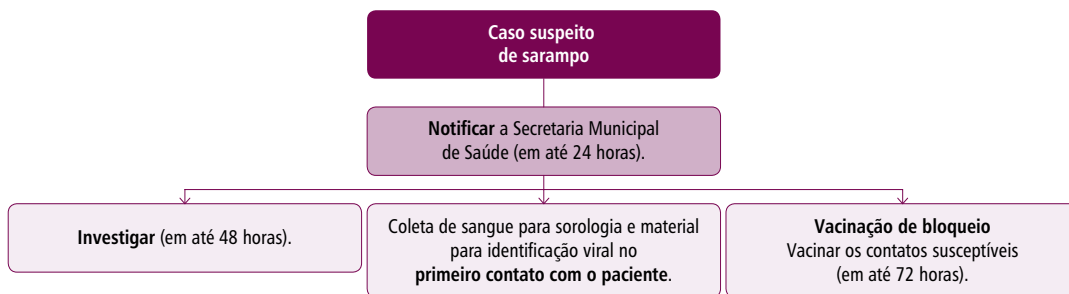 Caso suspeito
de sarampo
Notificar a Secretaria Municipal
de Saúde (em até 24 horas).
Investigar (em até 48 horas).
Coleta de sangue para sorologia e material
para identificação viral no
primeiro contato com o paciente.
Vacinação de bloqueio
Vacinar os contatos susceptíveis
(em até 72 horas).